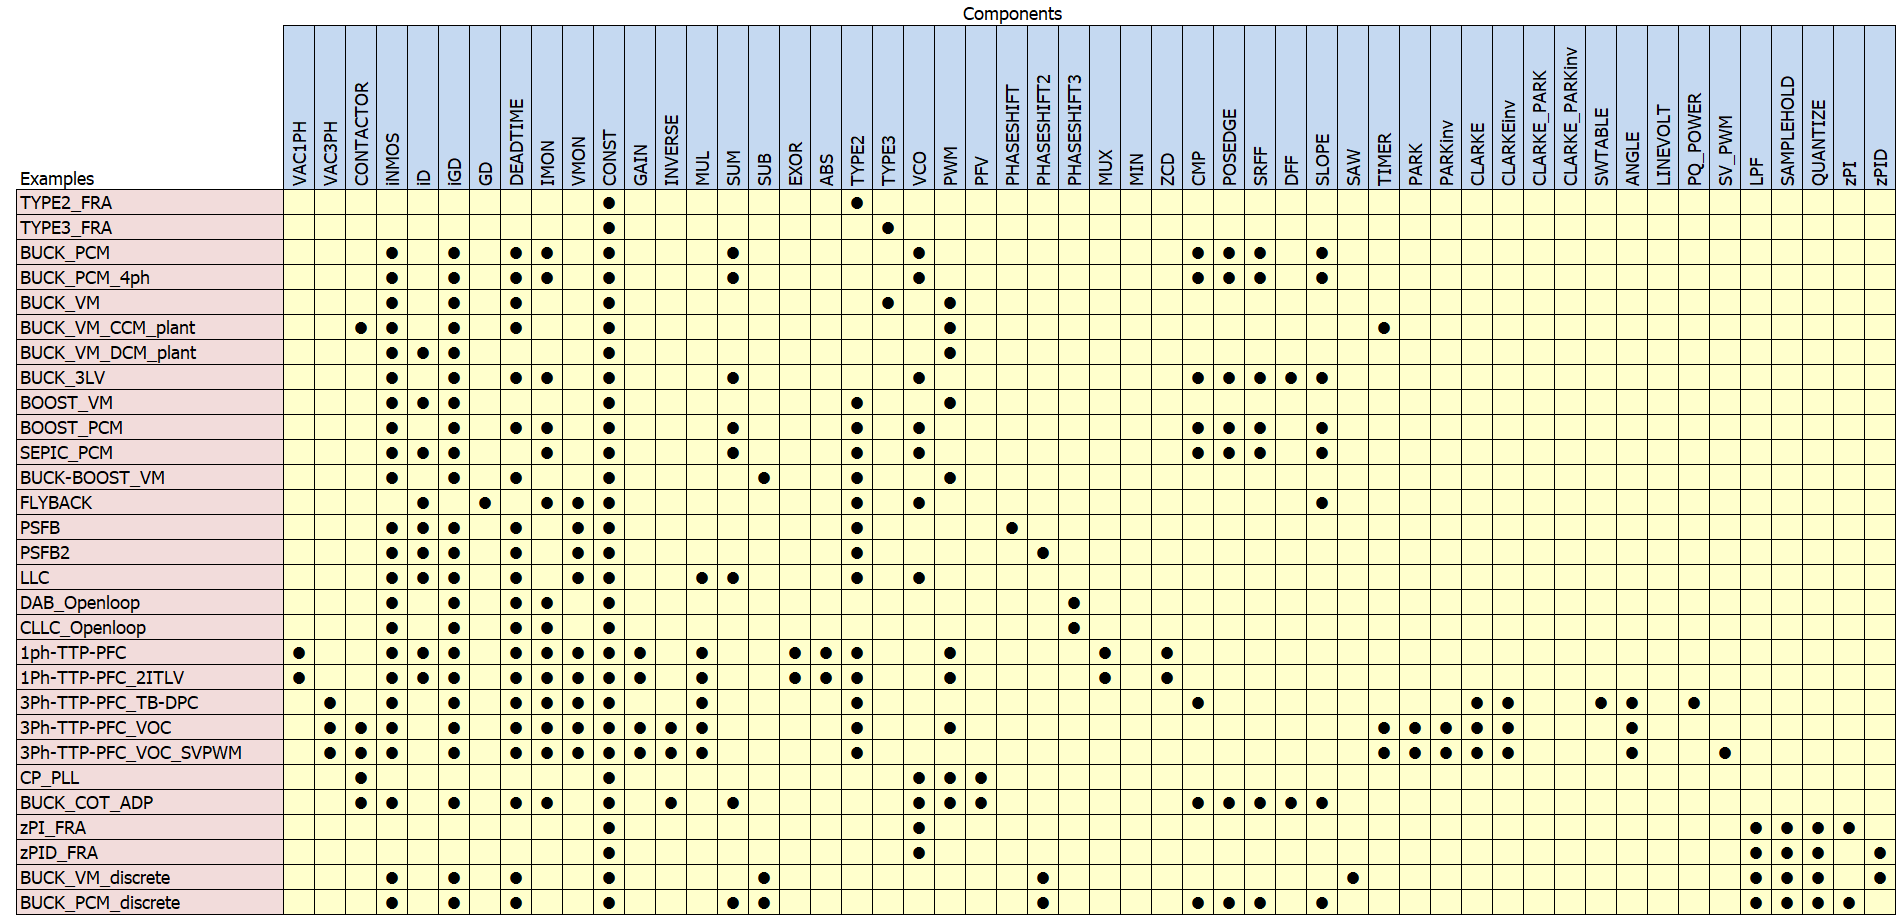 Components
Examples VAC1PH VAC3PH CONTACTOR iNMOS iD iGD GD DEADTIME IMON VMON CONST GAIN INVERSE MUL SUM SUB EXOR ABS TYPE2 TYPE3 VCO PWM PFV PHASESHIFT PHASESHIFT2 PHASESHIFT3 MUX MIN ZCD CMP POSEDGE SRFF DFF SLOPE SAW TIMER PARK PARKinv CLARKE CLARKEinv CLARKE_PARK CLARKE_PARKinv SWTABLE ANGLE LINEVOLT PQ_POWER SV_PWM LPF SAMPLEHOLD QUANTIZE zPI zPID
TYPE2_FRA ● ●
TYPE3_FRA ● ●
BUCK_PCM ● ● ● ● ● ● ● ● ● ● ●
BUCK_PCM_4ph ● ● ● ● ● ● ● ● ● ● ●
BUCK_VM ● ● ● ● ● ●
BUCK_VM_CCM_plant ● ● ● ● ● ● ●
BUCK_VM_DCM_plant ● ● ● ● ●
BUCK_3LV ● ● ● ● ● ● ● ● ● ● ● ●
BOOST_VM ● ● ● ● ● ●
BOOST_PCM ● ● ● ● ● ● ● ● ● ● ● ●
SEPIC_PCM ● ● ● ● ● ● ● ● ● ● ● ●
BUCK-BOOST_VM ● ● ● ● ● ● ●
FLYBACK ● ● ● ● ● ● ● ●
PSFB ● ● ● ● ● ● ● ●
PSFB2 ● ● ● ● ● ● ● ●
LLC ● ● ● ● ● ● ● ● ● ●
DAB_Openloop ● ● ● ● ● ●
CLLC_Openloop ● ● ● ● ● ●
1ph-TTP-PFC ● ● ● ● ● ● ● ● ● ● ● ● ● ● ● ●
1Ph-TTP-PFC_2ITLV ● ● ● ● ● ● ● ● ● ● ● ● ● ● ● ●
3Ph-TTP-PFC_TB-DPC ● ● ● ● ● ● ● ● ● ● ● ● ● ● ●
3Ph-TTP-PFC_VOC ● ● ● ● ● ● ● ● ● ● ● ● ● ● ● ● ● ● ●
3Ph-TTP-PFC_VOC_SVPWM ● ● ● ● ● ● ● ● ● ● ● ● ● ● ● ● ● ● ●
CP_PLL ● ● ● ● ●
BUCK_COT_ADP ● ● ● ● ● ● ● ● ● ● ● ● ● ● ● ●
zPI_FRA ● ● ● ● ● ●
zPID_FRA ● ● ● ● ● ●
BUCK_VM_discrete ● ● ● ● ● ● ● ● ● ● ●
BUCK_PCM_discrete ● ● ● ● ● ● ● ● ● ● ● ● ● ● ●